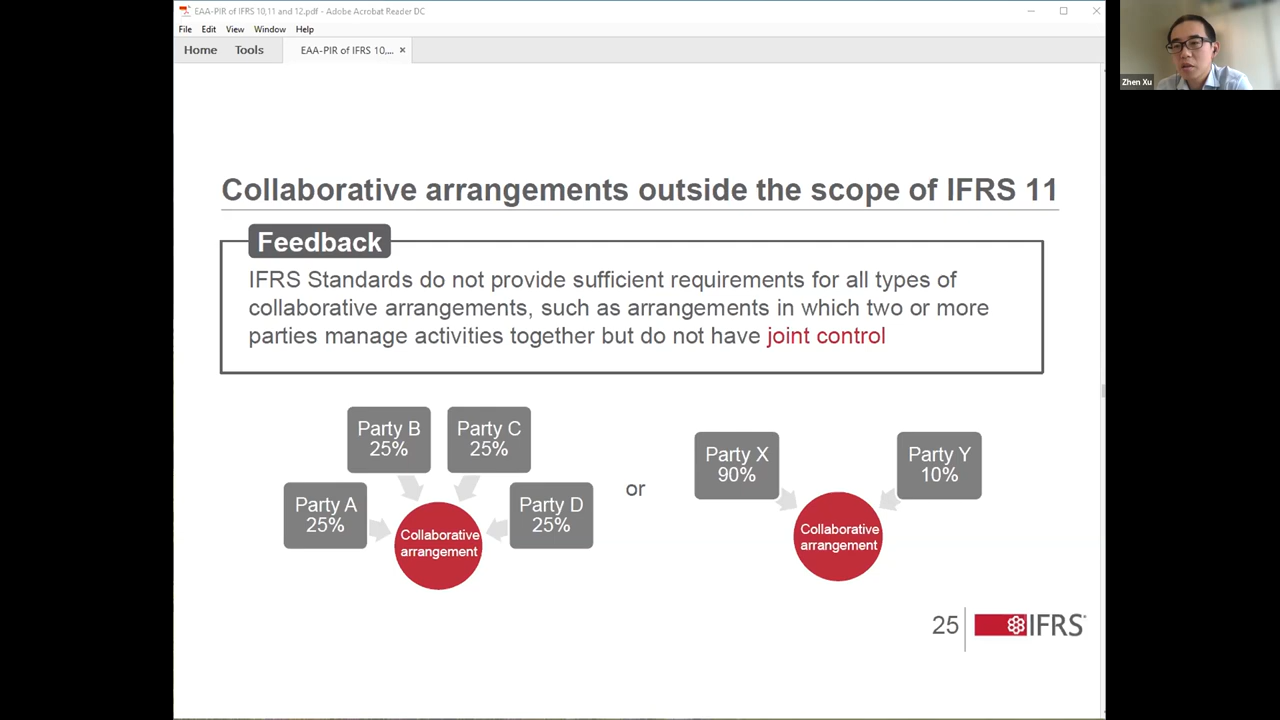 EAA-PIR of IFRS 10,11 and 12.pdf - Adobe Acrobat Reader DC
File Edit View Window Help
Home Tools EAA-PIR of IFRS 10,...
Zhen Xu
Collaborative arrangements outside the scope of IFRS 11
Feedback
IFRS Standards do not provide sufficient requirements for all types of
collaborative arrangements, such as arrangements in which two or more
parties manage activities together but do not have joint control
Party A
25%
Party B
25%
Party C
25%
Party D
25%
Collaborative
arrangement
or
Party X
90%
Party Y
10%
Collaborative
arrangement
25
IFRS